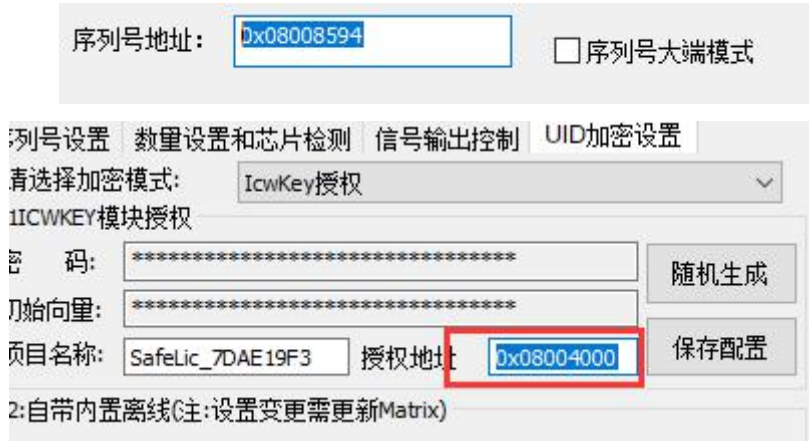 序列号地址： 0x08008594 序列号大端模式
列号设置 数量设置和芯片检测 信号输出控制 UID加密设置
请选择加密模式: IcwKey授权
1ICWKEY模块授权
密 码: ********************************* 随机生成
初始向量: *********************************
项目名称: SafeLic_7DAE19F3 授权地址 0x08004000 保存配置
2:自带内置离线(注:设置变更需更新Matrix)